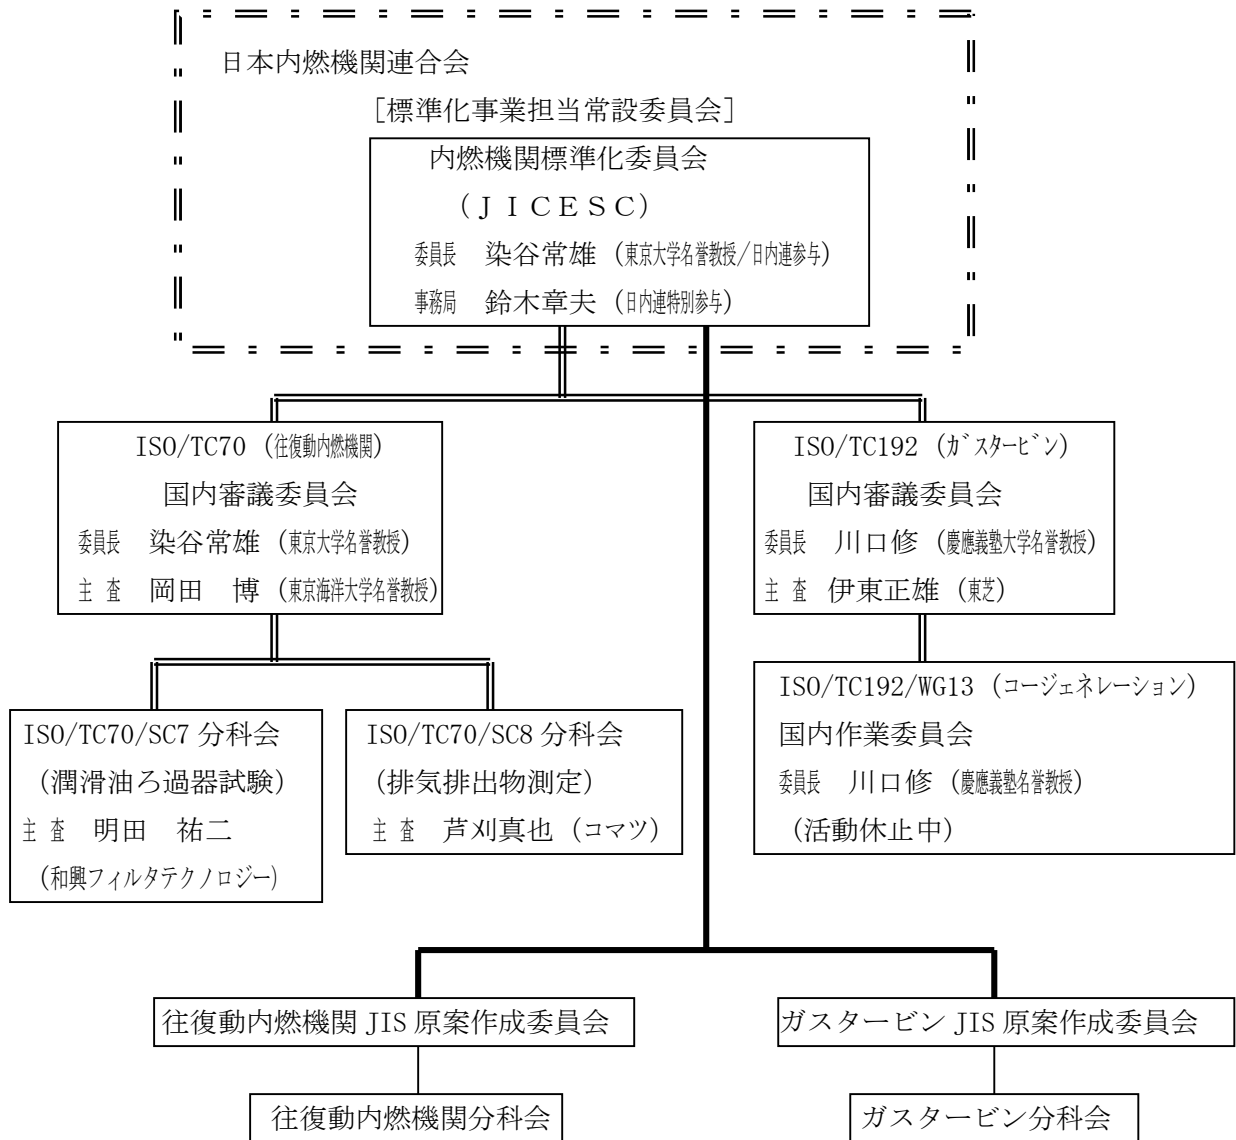 日本内燃機関連合会
［標準化事業担当常設委員会］
内燃機関標準化委員会
（ＪＩＣＥＳＣ）
委員長　染谷常雄（東京大学名誉教授/日内連参与）
事務局　鈴木章夫（日内連特別参与）
ISO/TC70（往復動内燃機関）
国内審議委員会
委員長　染谷常雄（東京大学名誉教授）
主 査　岡田　博（東京海洋大学名誉教授）
ISO/TC192（ｶﾞｽﾀｰﾋﾞﾝ）
国内審議委員会
委員長　川口修（慶應義塾大学名誉教授）
主 査　伊東正雄（東芝）
ISO/TC70/SC7 分科会
（潤滑油ろ過器試験）
主 査　明田　祐二
（和興フィルタテクノロジー）
ISO/TC70/SC8 分科会
（排気排出物測定）
主 査　芦刈真也（コマツ）
ISO/TC192/WG13（コージェネレーション）
国内作業委員会
委員長　川口修（慶應義塾名誉教授）
（活動休止中）
往復動内燃機関 JIS 原案作成委員会
ガスタービン JIS 原案作成委員会
往復動内燃機関分科会
ガスタービン分科会